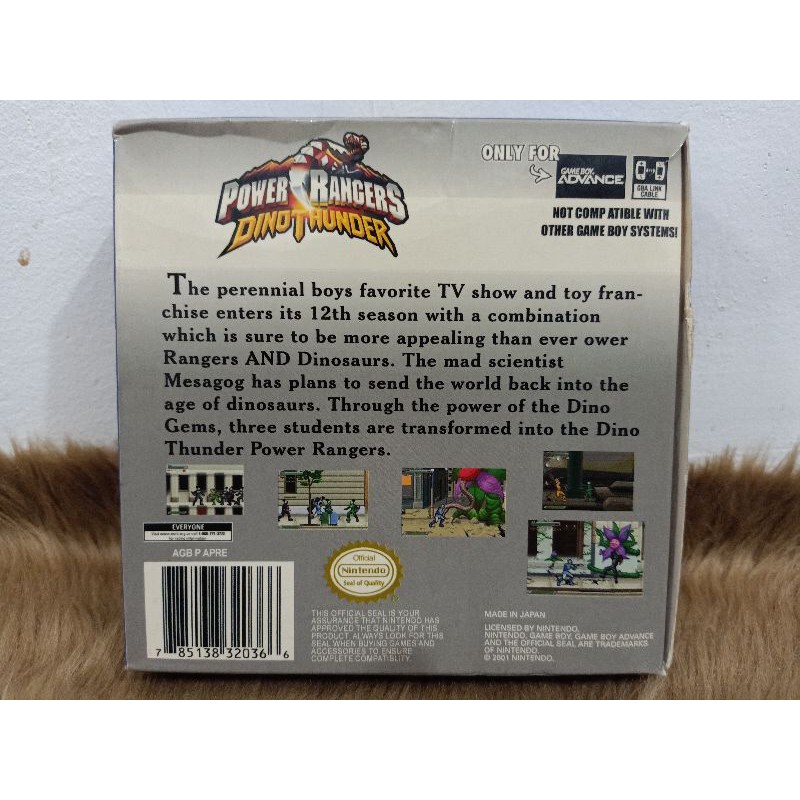 POWER RANGERS
DINO THUNDER
ONLY FOR
GAME BOY
ADVANCE
GBA LINK
CABLE
NOT COMP ATIBLE WITH
OTHER GAME BOY SYSTEMS!
The perennial boys favorite TV show and toy fran-
chise enters its 12th season with a combination
which is sure to be more appealing than ever ower
Rangers AND Dinosaurs. The mad scientist
Mesagog has plans to send the world back into the
age of dinosaurs. Through the power of the Dino
Gems, three students are transformed into the Dino
Thunder Power Rangers.
EVERYONE
AGB P APRE
7 85138 32036 6
Official
Nintendo
Seal of Quality
THIS OFFICIAL SEAL IS YOUR
ASSURANCE THAT NINTENDO HAS
APPROVED THE QUALITY OF THIS
PRODUCT. ALWAYS LOOK FOR THIS
SEAL WHEN BUYING GAMES AND
ACCESSORIES TO ENSURE
COMPLETE COMPATIBLITY.
MADE IN JAPAN
LICENSED BY NINTENDO.
NINTENDO, GAME BOY, GAME BOY ADVANCE
AND THE OFFICIAL SEAL ARE TRADEMARKS
OF NINTENDO.
© 2001 NINTENDO.